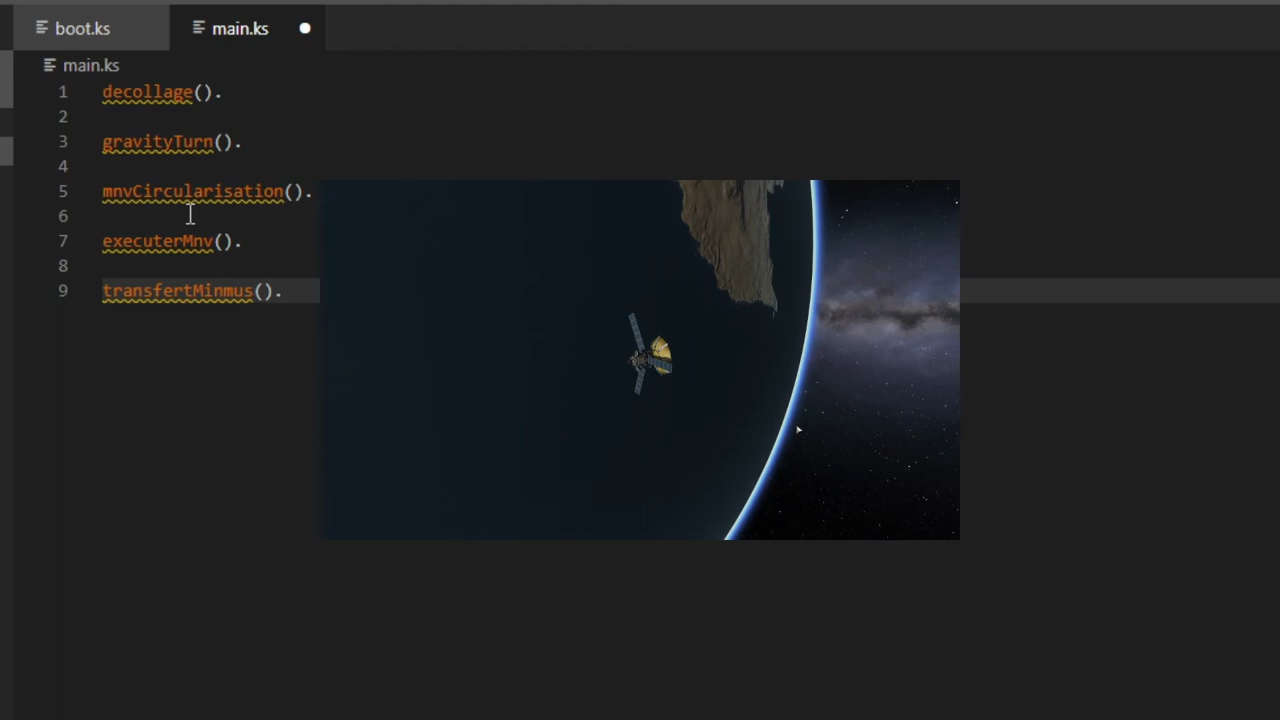 boot.ks
main.ks
main.ks
1 decollage().
2
3 gravityTurn().
4
5 mnvCircularisation().
6
7 executerMnv().
8
9 transfertMinmus().